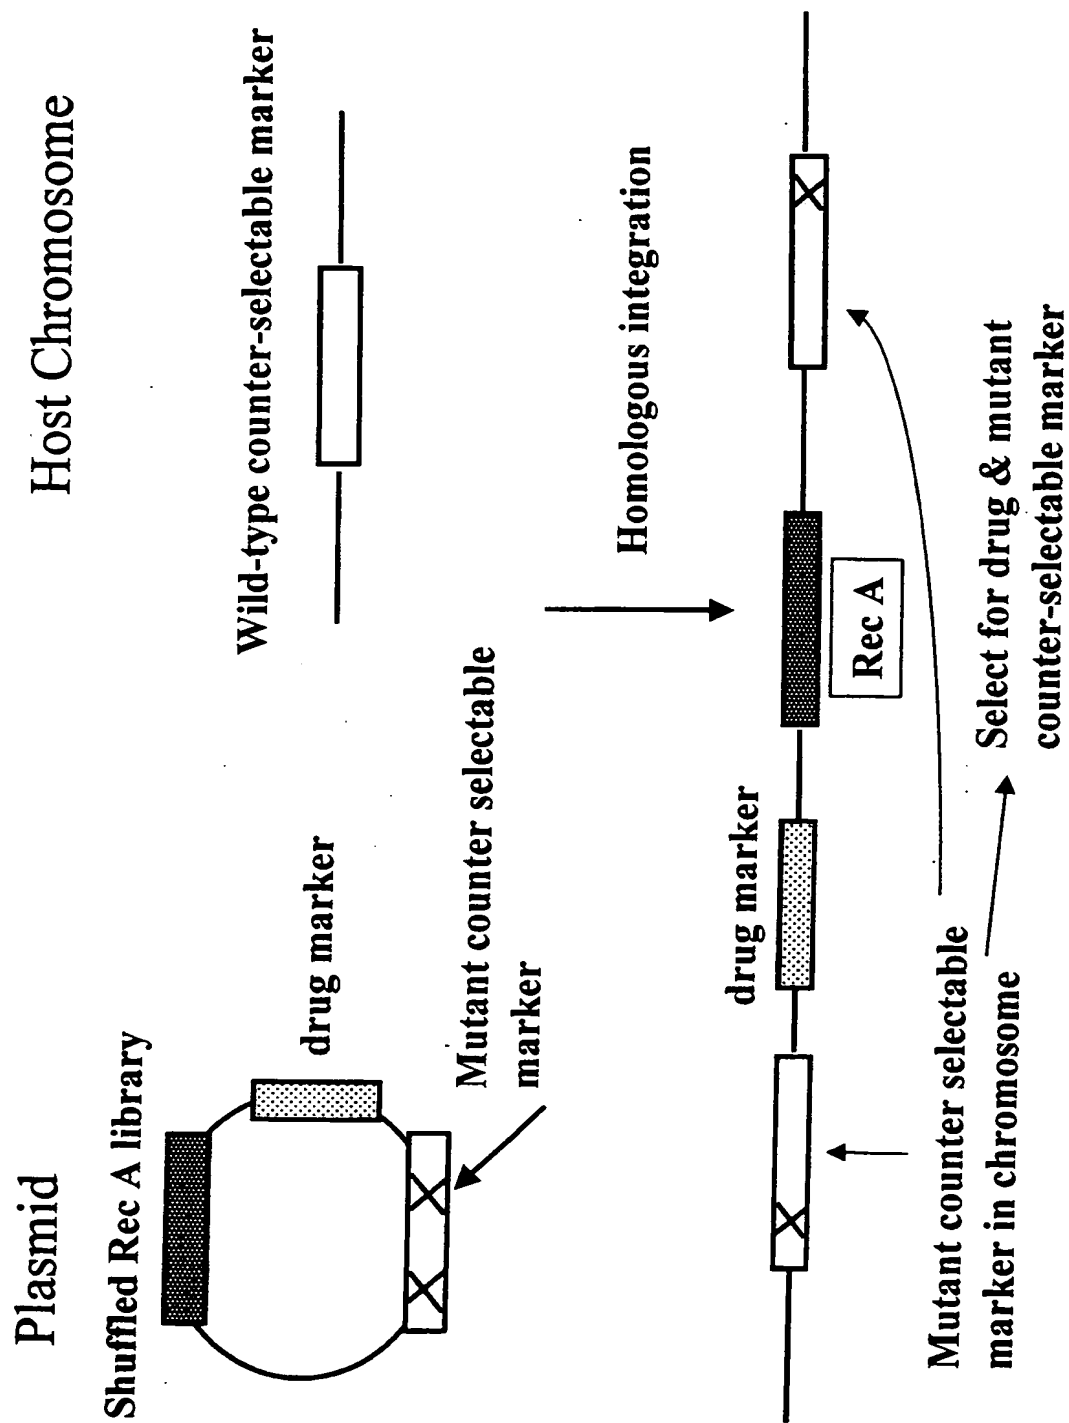 Plasmid
Host Chromosome
Shuffled Rec A library
drug marker
Mutant counter selectable
marker
Wild-type counter-selectable marker
Homologous integration
drug marker
Rec A
Mutant counter selectable
marker in chromosome
Select for drug & mutant
counter-selectable marker